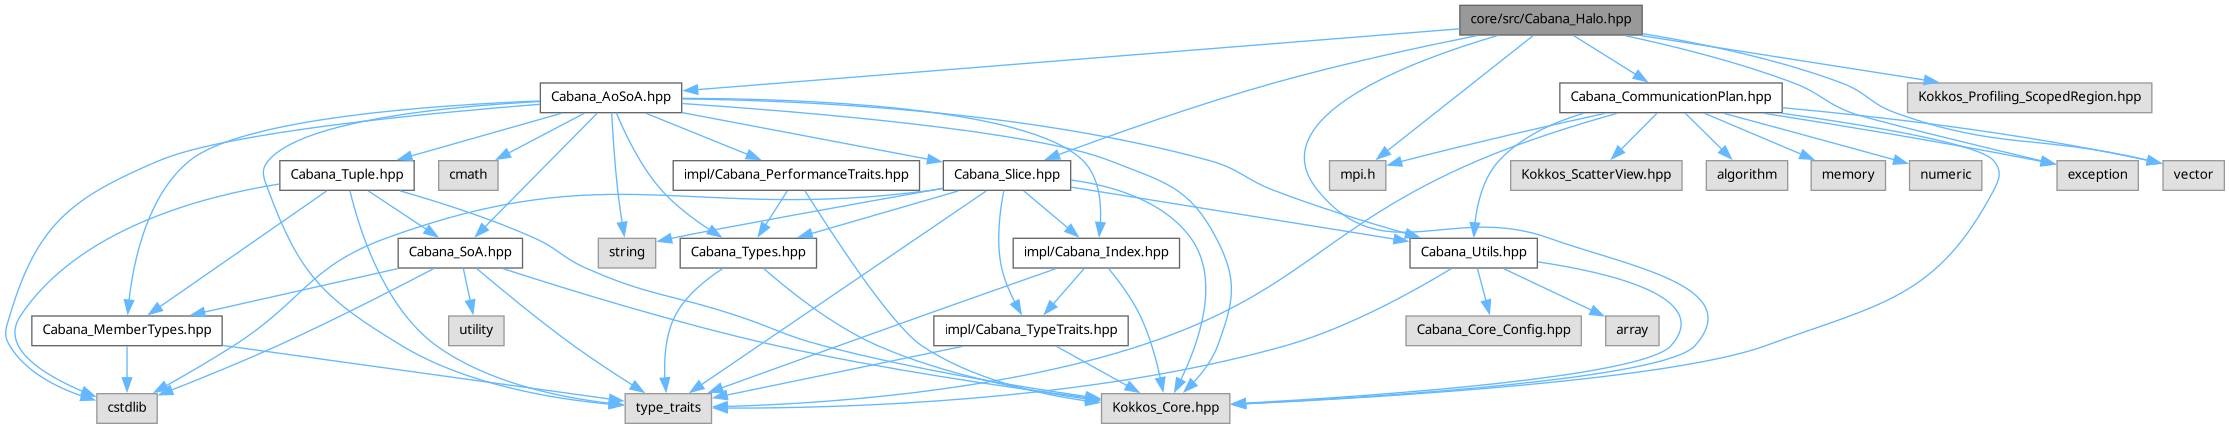 core/src/Cabana_Halo.hpp
Cabana_AoSoA.hpp
Cabana_CommunicationPlan.hpp
Kokkos_Profiling_ScopedRegion.hpp
Cabana_Tuple.hpp
cmath
impl/Cabana_PerformanceTraits.hpp
Cabana_Slice.hpp
mpi.h
Kokkos_ScatterView.hpp
algorithm
memory
numeric
exception
vector
Cabana_SoA.hpp
string
Cabana_Types.hpp
impl/Cabana_Index.hpp
Cabana_Utils.hpp
Cabana_MemberTypes.hpp
utility
impl/Cabana_TypeTraits.hpp
Cabana_Core_Config.hpp
array
cstdlib
type_traits
Kokkos_Core.hpp